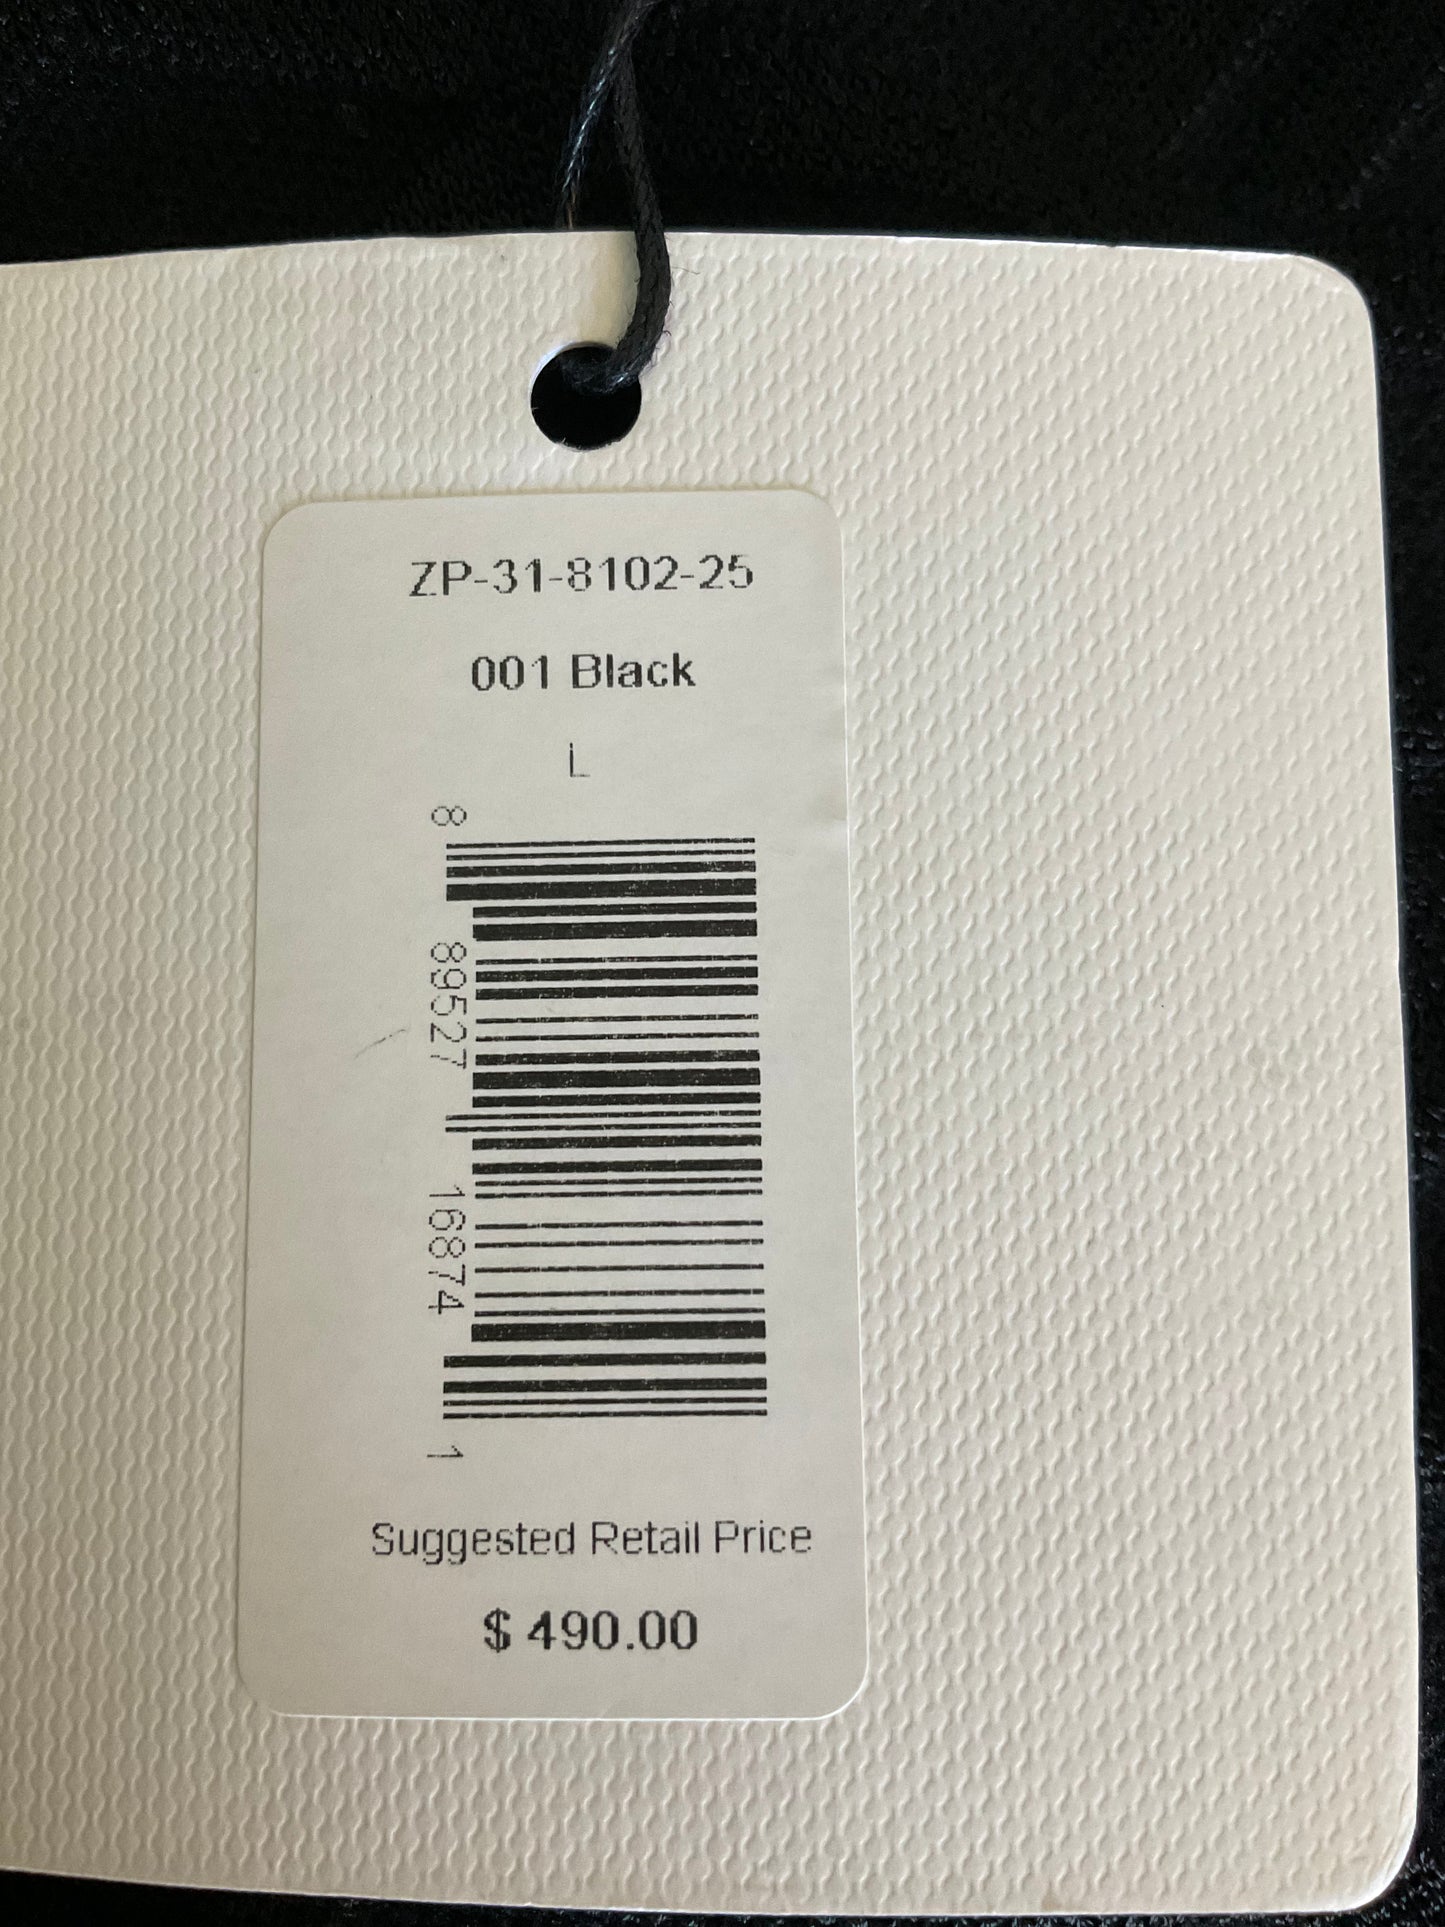 ZP-31-8102-25
001 Black
L
8 89527 16874 1
Suggested Retail Price
$ 490.00